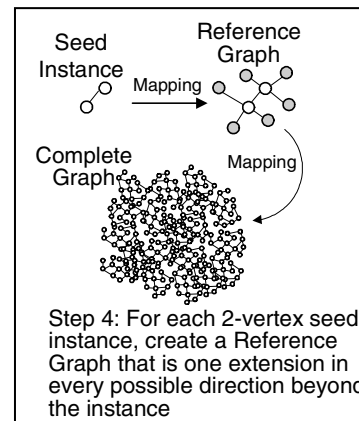 Seed
Instance
Reference
Graph
Mapping
Mapping
Complete
Graph
Step 4: For each 2-vertex seed
instance, create a Reference
Graph that is one extension in
every possible direction beyond
the instance